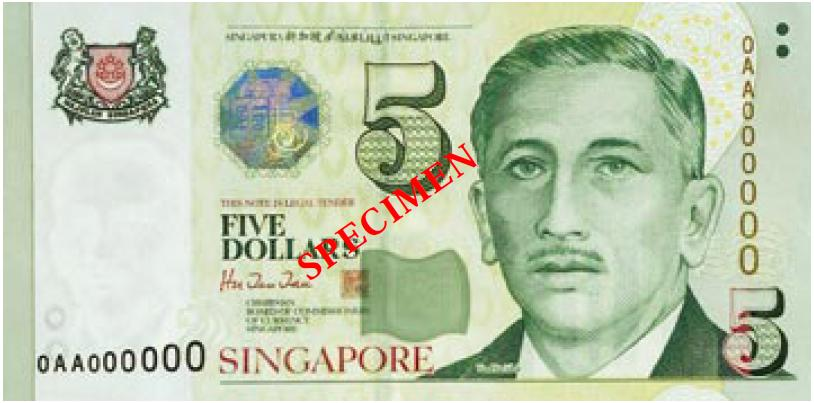 SINGAPORE
5
SPECIMEN
THIS NOTE IS LEGAL TENDER
FIVE
DOLLARS
CHAIRMAN
BOARD OF COMMISSIONERS
OF CURRENCY
SINGAPORE
0AA000000
SINGAPORE
0AA000000
5